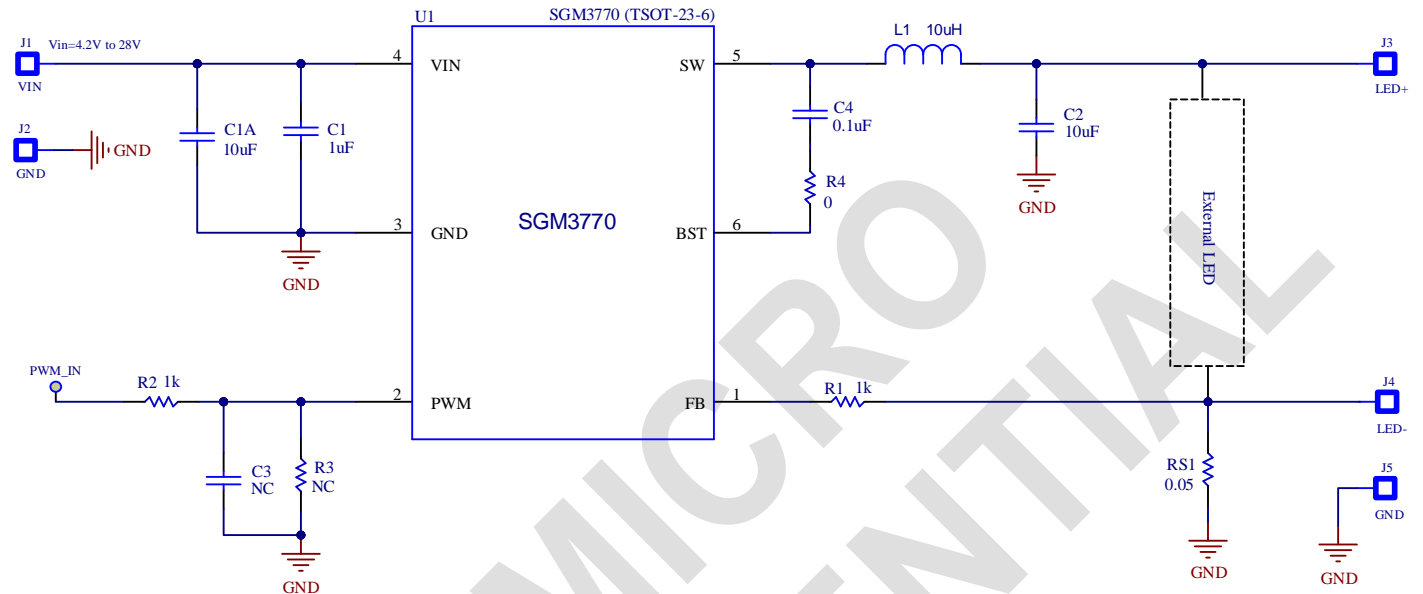 U1
SGM3770 (TSOT-23-6)
J1
Vin=4.2V to 28V
VIN
4
VIN
SW
5
L1 10uH
J3
LED+
J2
GND
GND
C1A
10uF
C1
1uF
C4
0.1uF
C2
10uF
R4
0
GND
3
GND
SGM3770
BST
6
GND
External LED
PWM_IN
R2 1k
2
PWM
FB
1
R1 1k
J4
LED-
C3
NC
R3
NC
RS1
0.05
J5
GND
GND
GND
GND
MICRO
ENTIAL